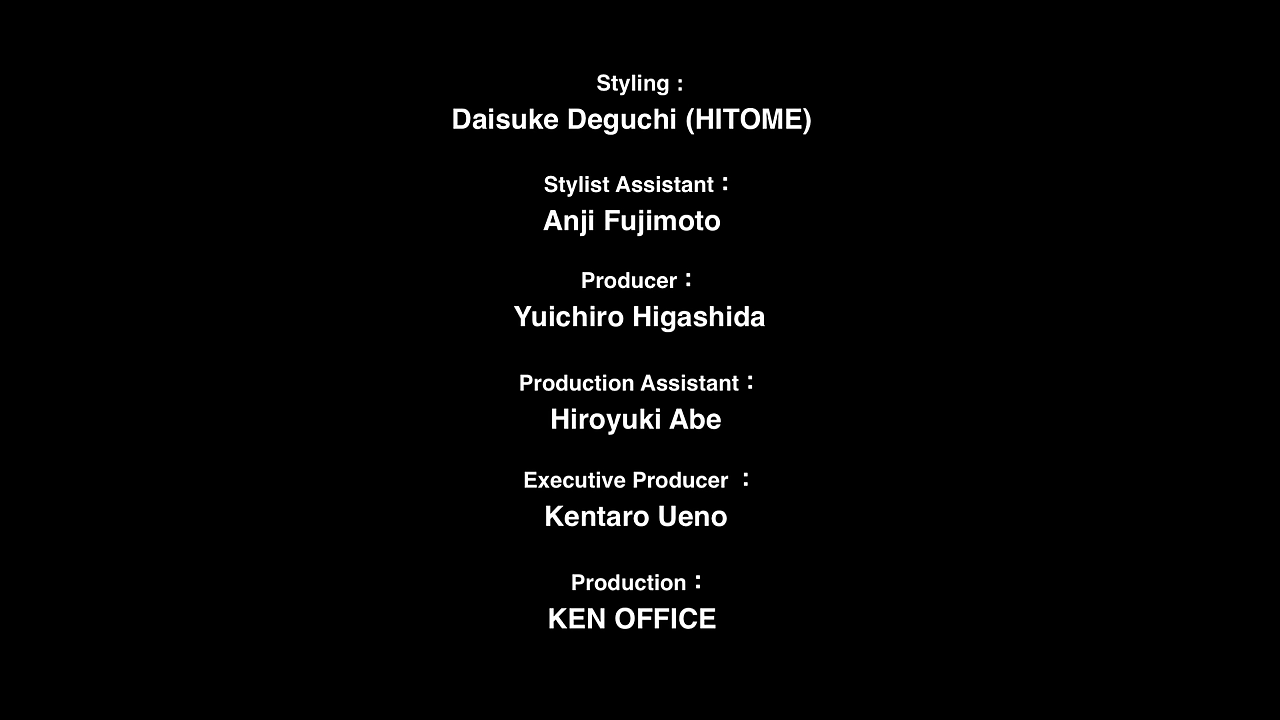 Styling :
Daisuke Deguchi (HITOME)
Stylist Assistant：
Anji Fujimoto
Producer：
Yuichiro Higashida
Production Assistant：
Hiroyuki Abe
Executive Producer ：
Kentaro Ueno
Production：
KEN OFFICE